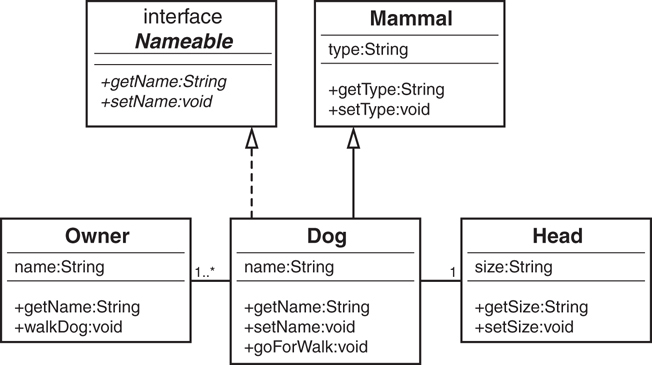 interface
Nameable
+getName:String
+setName:void
Mammal
type:String
+getType:String
+setType:void
Owner
name:String
+getName:String
+walkDog:void
1..*
Dog
name:String
+getName:String
+setName:void
+goForWalk:void
1
Head
size:String
+getSize:String
+setSize:void